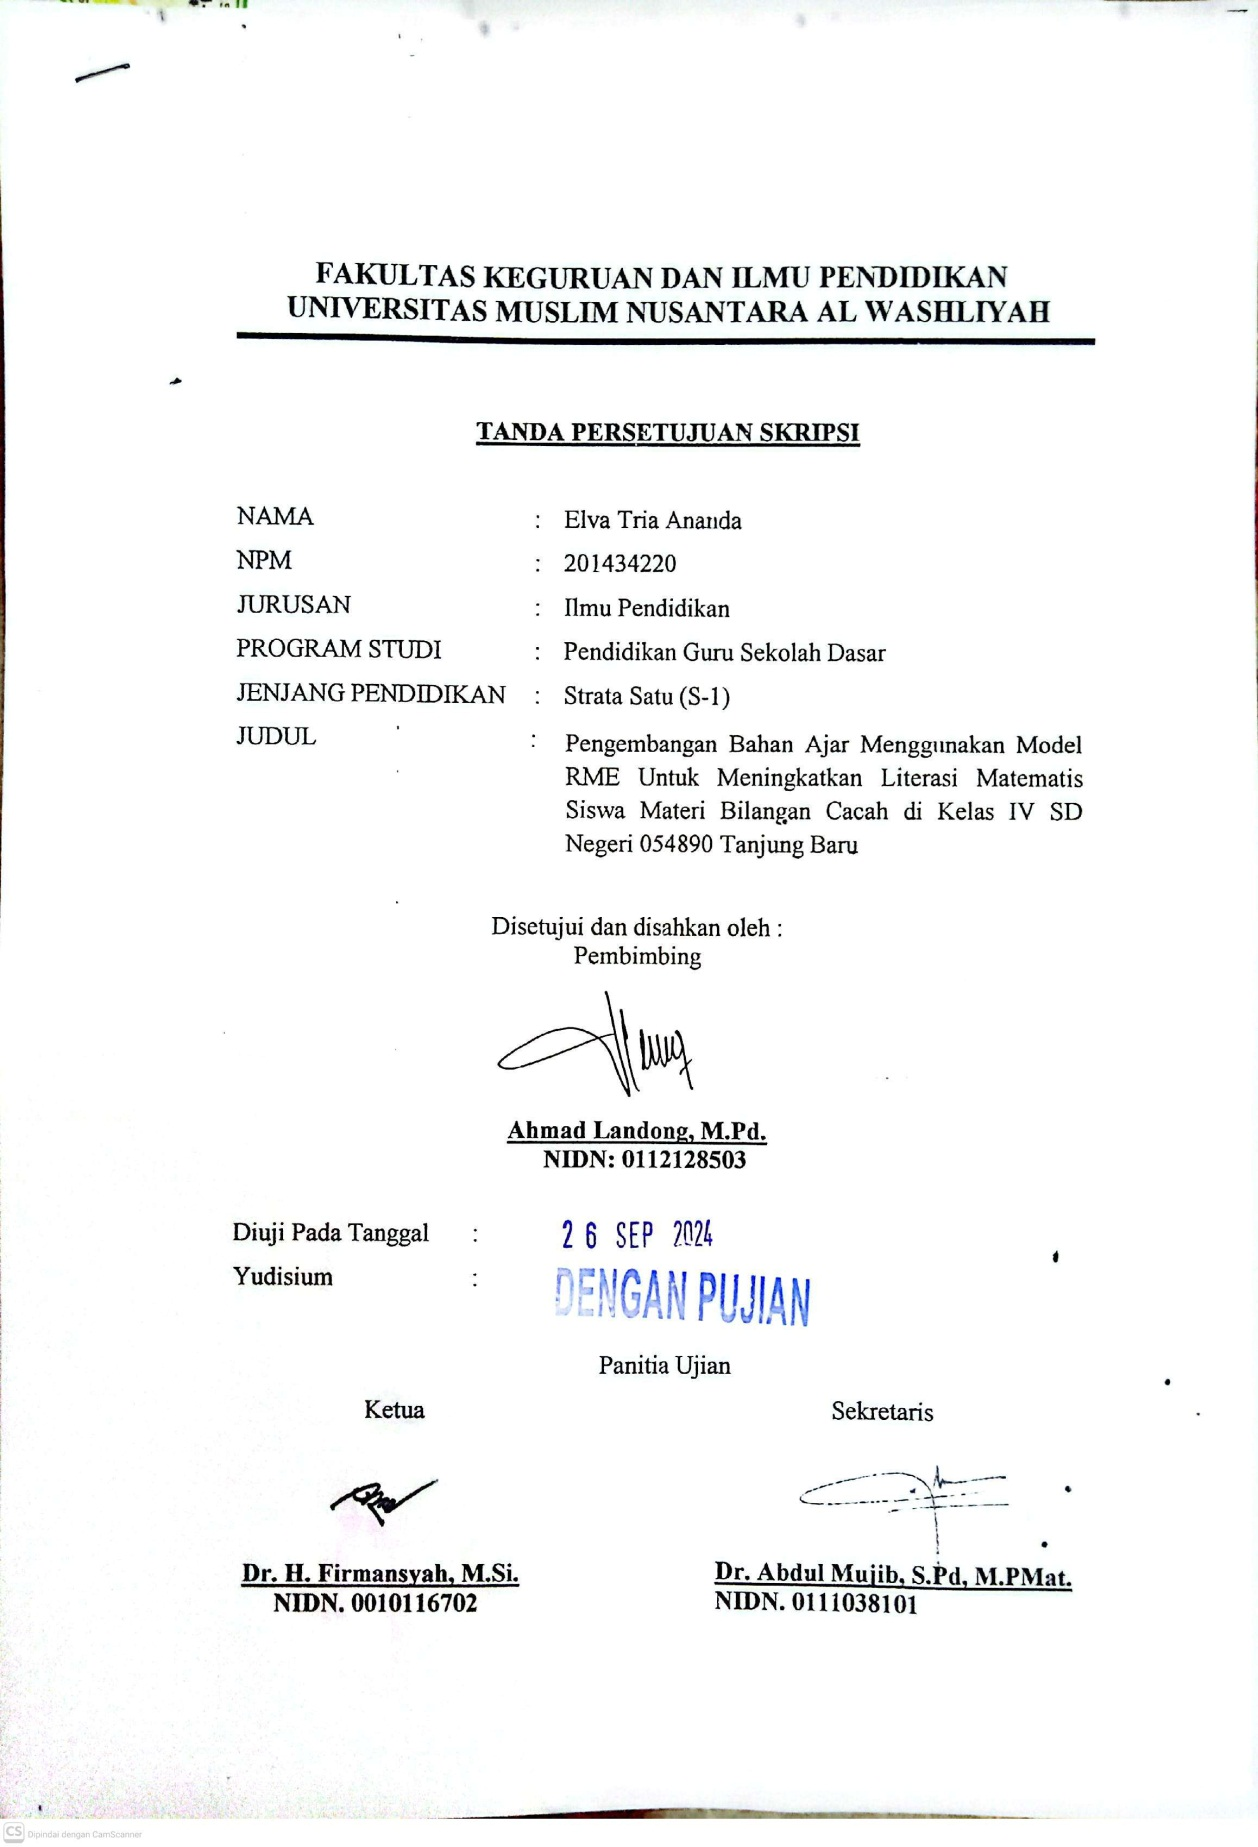 FAKULTAS KEGURUAN DAN ILMU PENDIDIKAN
UNIVERSITAS MUSLIM NUSANTARA AL WASHLIYAH
TANDA PERSETUJUAN SKRIPSI
NAMA : Elva Tria Ananda
NPM : 201434220
JURUSAN : Ilmu Pendidikan
PROGRAM STUDI : Pendidikan Guru Sekolah Dasar
JENJANG PENDIDIKAN : Strata Satu (S-1)
JUDUL : Pengembangan Bahan Ajar Menggunakan Model
RME Untuk Meningkatkan Literasi Matematis
Siswa Materi Bilangan Cacah di Kelas IV SD
Negeri 054890 Tanjung Baru
Disetujui dan disahkan oleh :
Pembimbing
Ahmad Landong, M.Pd.
NIDN: 0112128503
Diuji Pada Tanggal : 26 SEP 2024
Yudisium : DENGAN PUJIAN
Panitia Ujian
Ketua Sekretaris
Dr. H. Firmansyah, M.Si. Dr. Abdul Mujib, S.Pd, M.PMat.
NIDN. 0010116702 NIDN. 0111038101
CS Dipindai dengan CamScanner